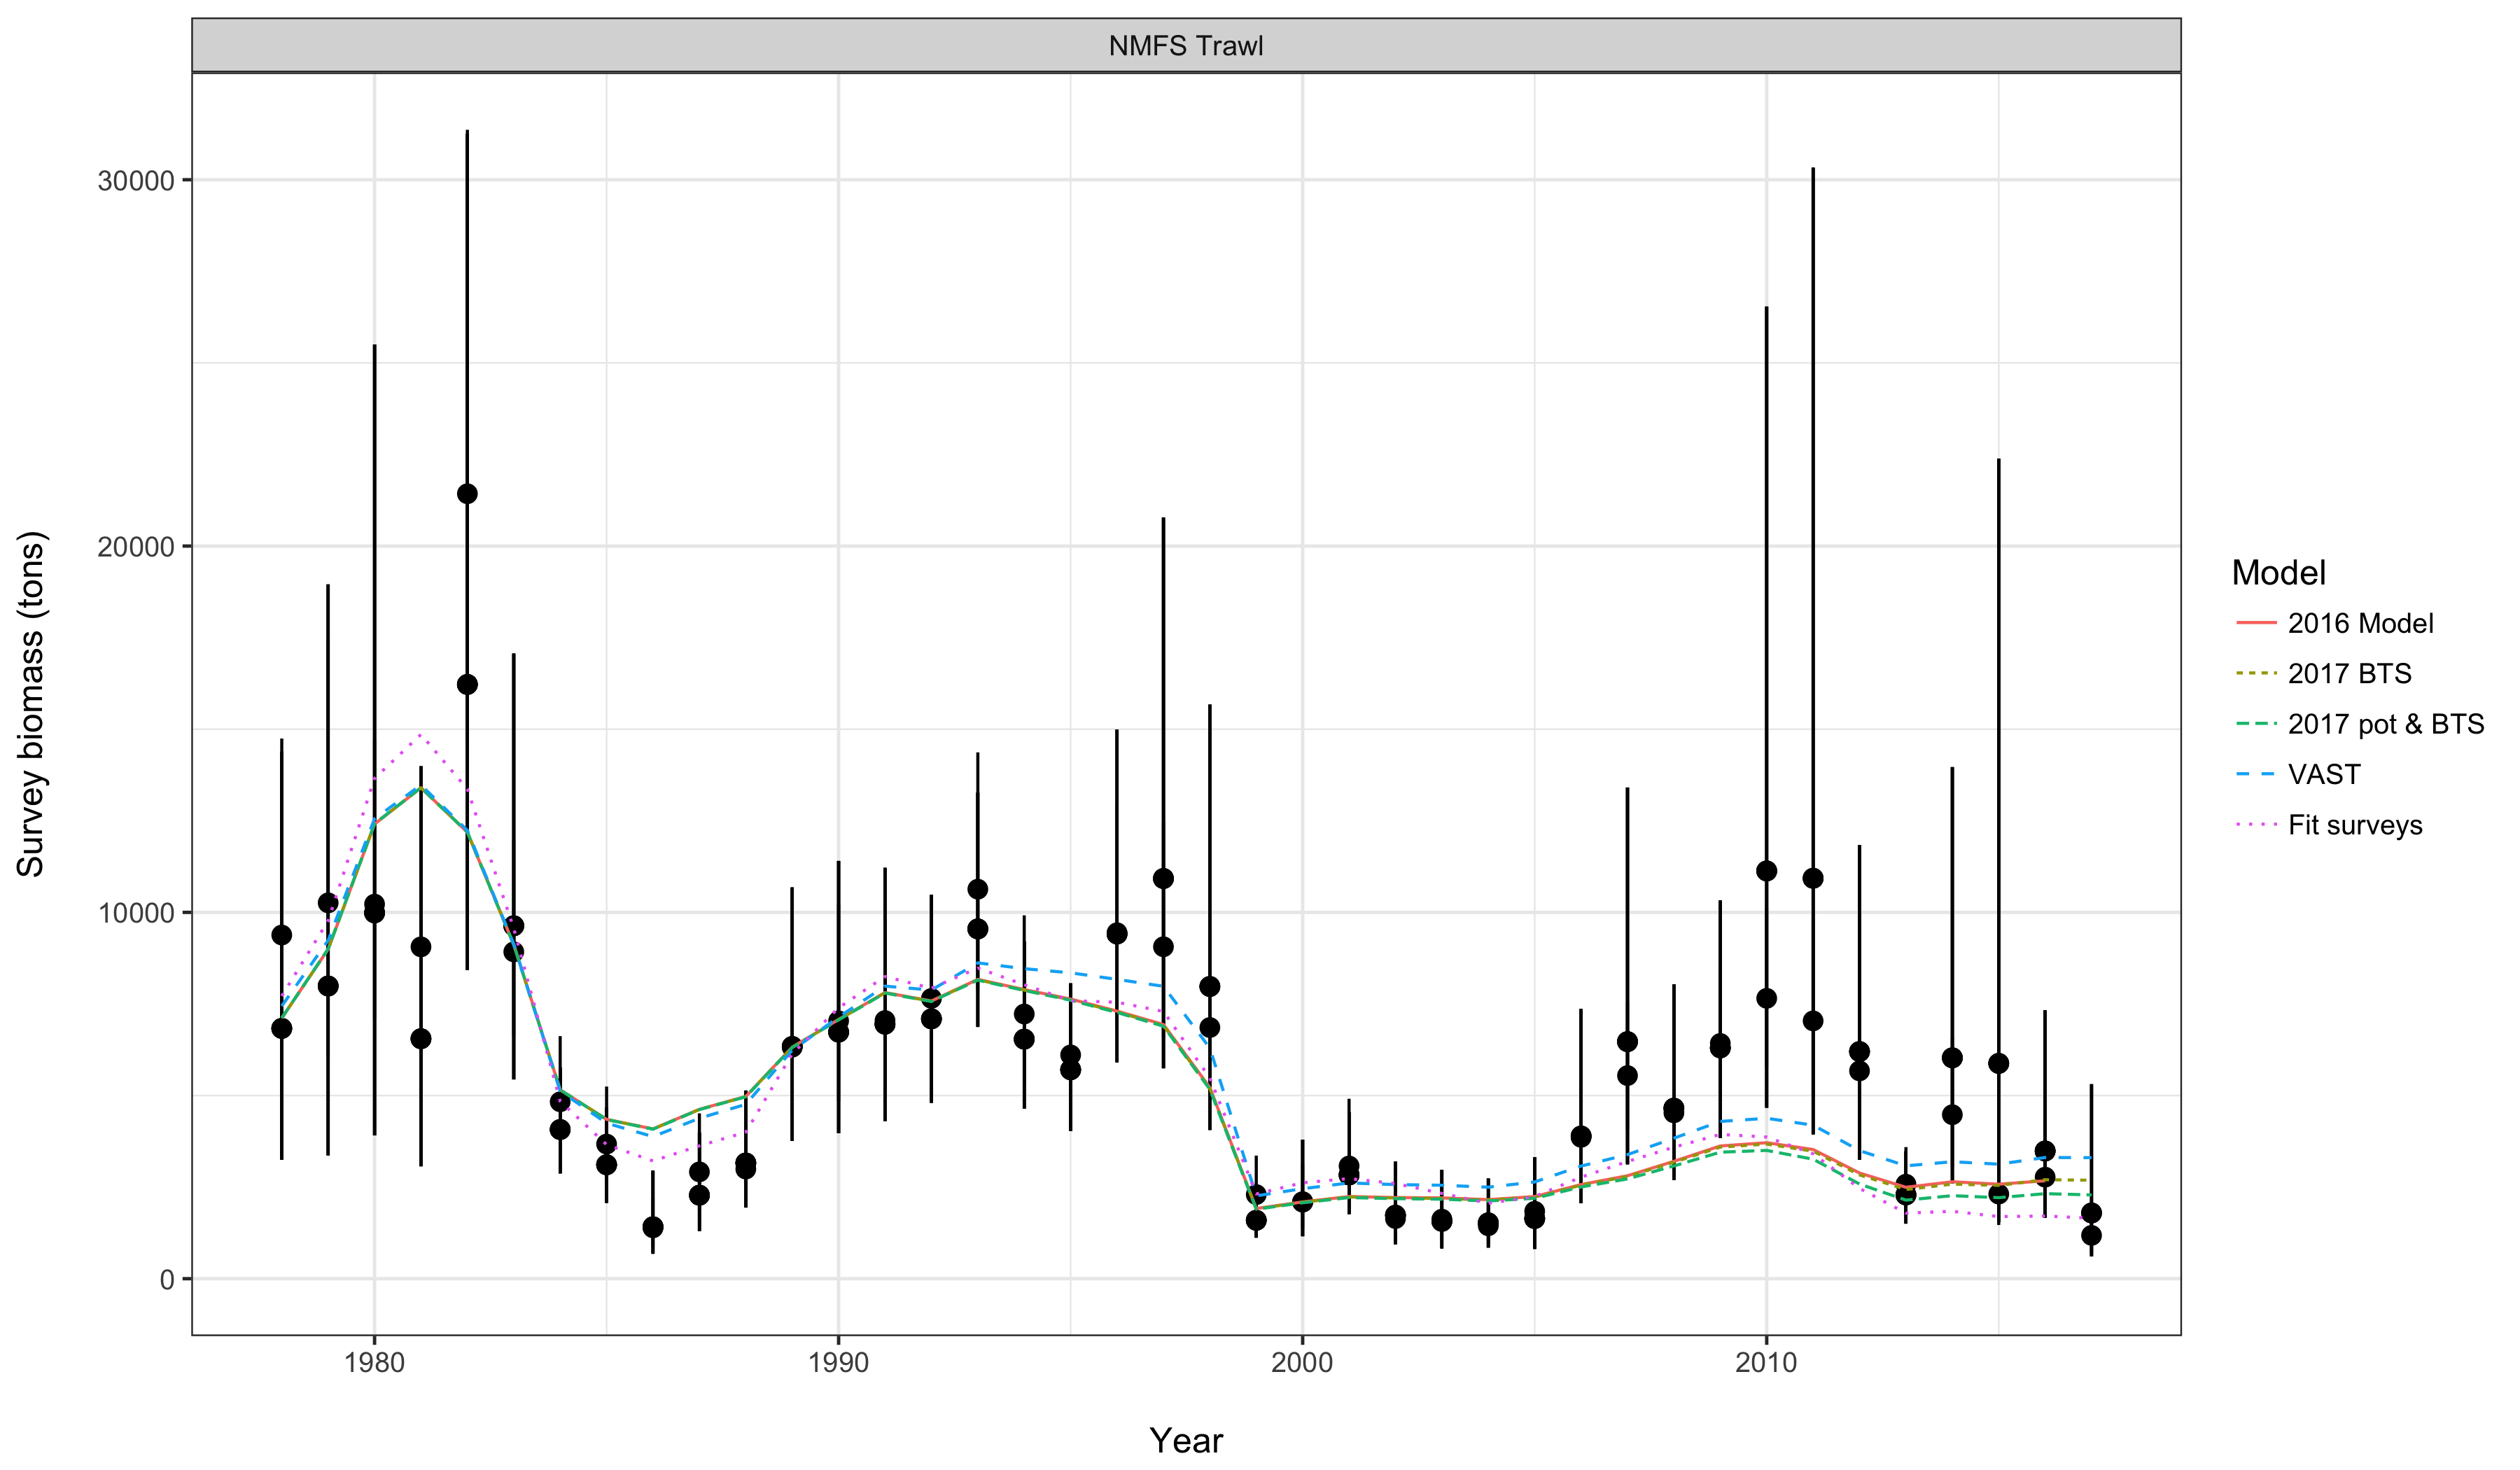 NMFS Trawl
Survey biomass (tons)
30000
20000
10000
0
1980
1990
2000
2010
Year
Model
2016 Model
2017 BTS
2017 pot & BTS
VAST
Fit surveys